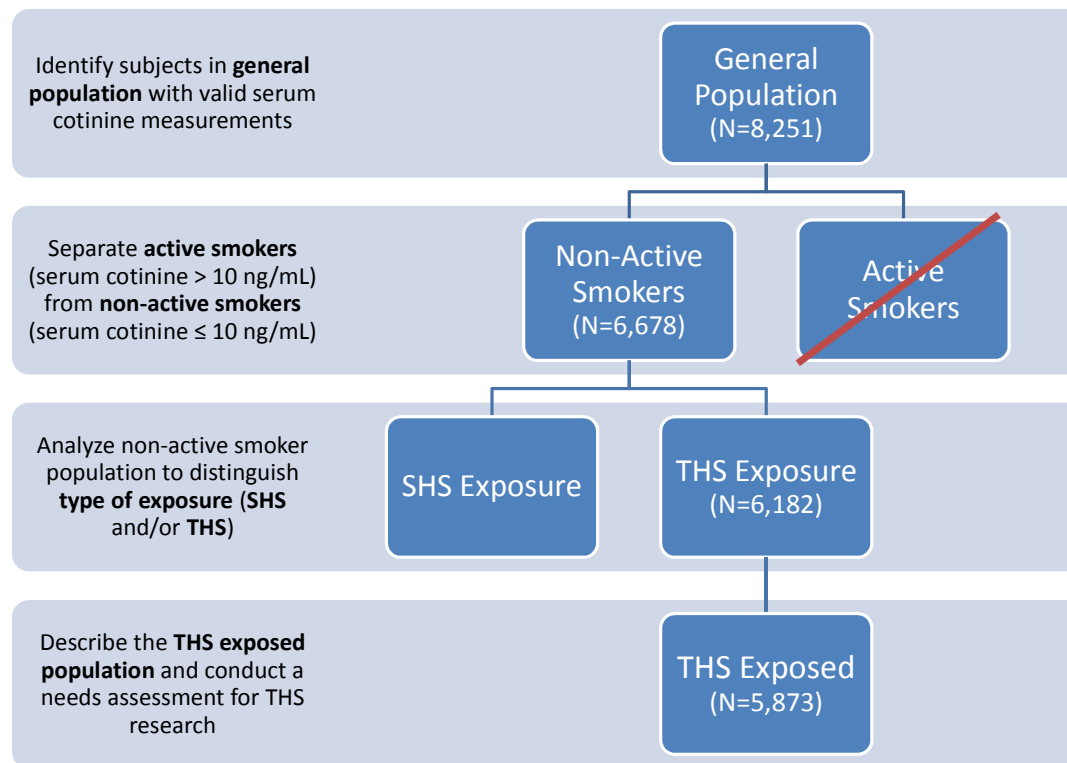 Identify subjects in general
population with valid serum
cotinine measurements
General
Population
(N=8,251)
Separate active smokers
(serum cotinine > 10 ng/mL)
from non-active smokers
(serum cotinine ≤ 10 ng/mL)
Non-Active
Smokers
(N=6,678)
Active
Smokers
Analyze non-active smoker
population to distinguish
type of exposure (SHS
and/or THS)
SHS Exposure
THS Exposure
(N=6,182)
Describe the THS exposed
population and conduct a
needs assessment for THS
research
THS Exposed
(N=5,873)